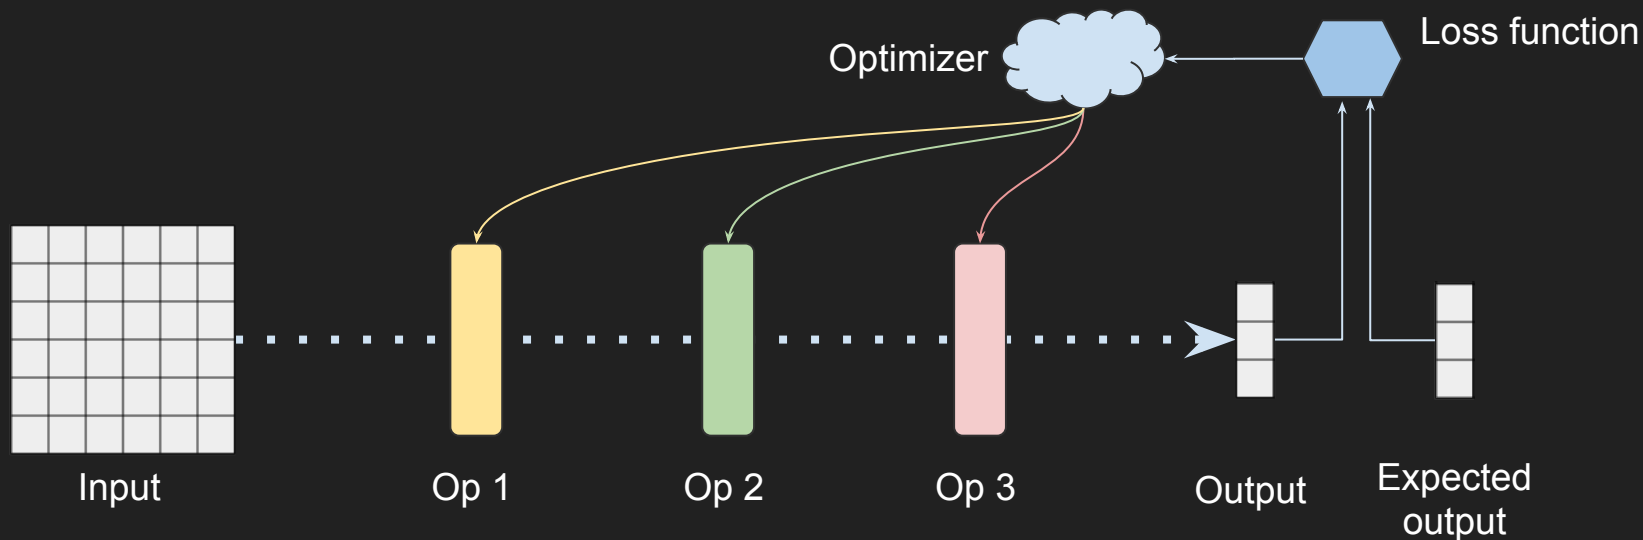 Optimizer
Loss function
Input
Op 1
Op 2
Op 3
Output
Expected
output